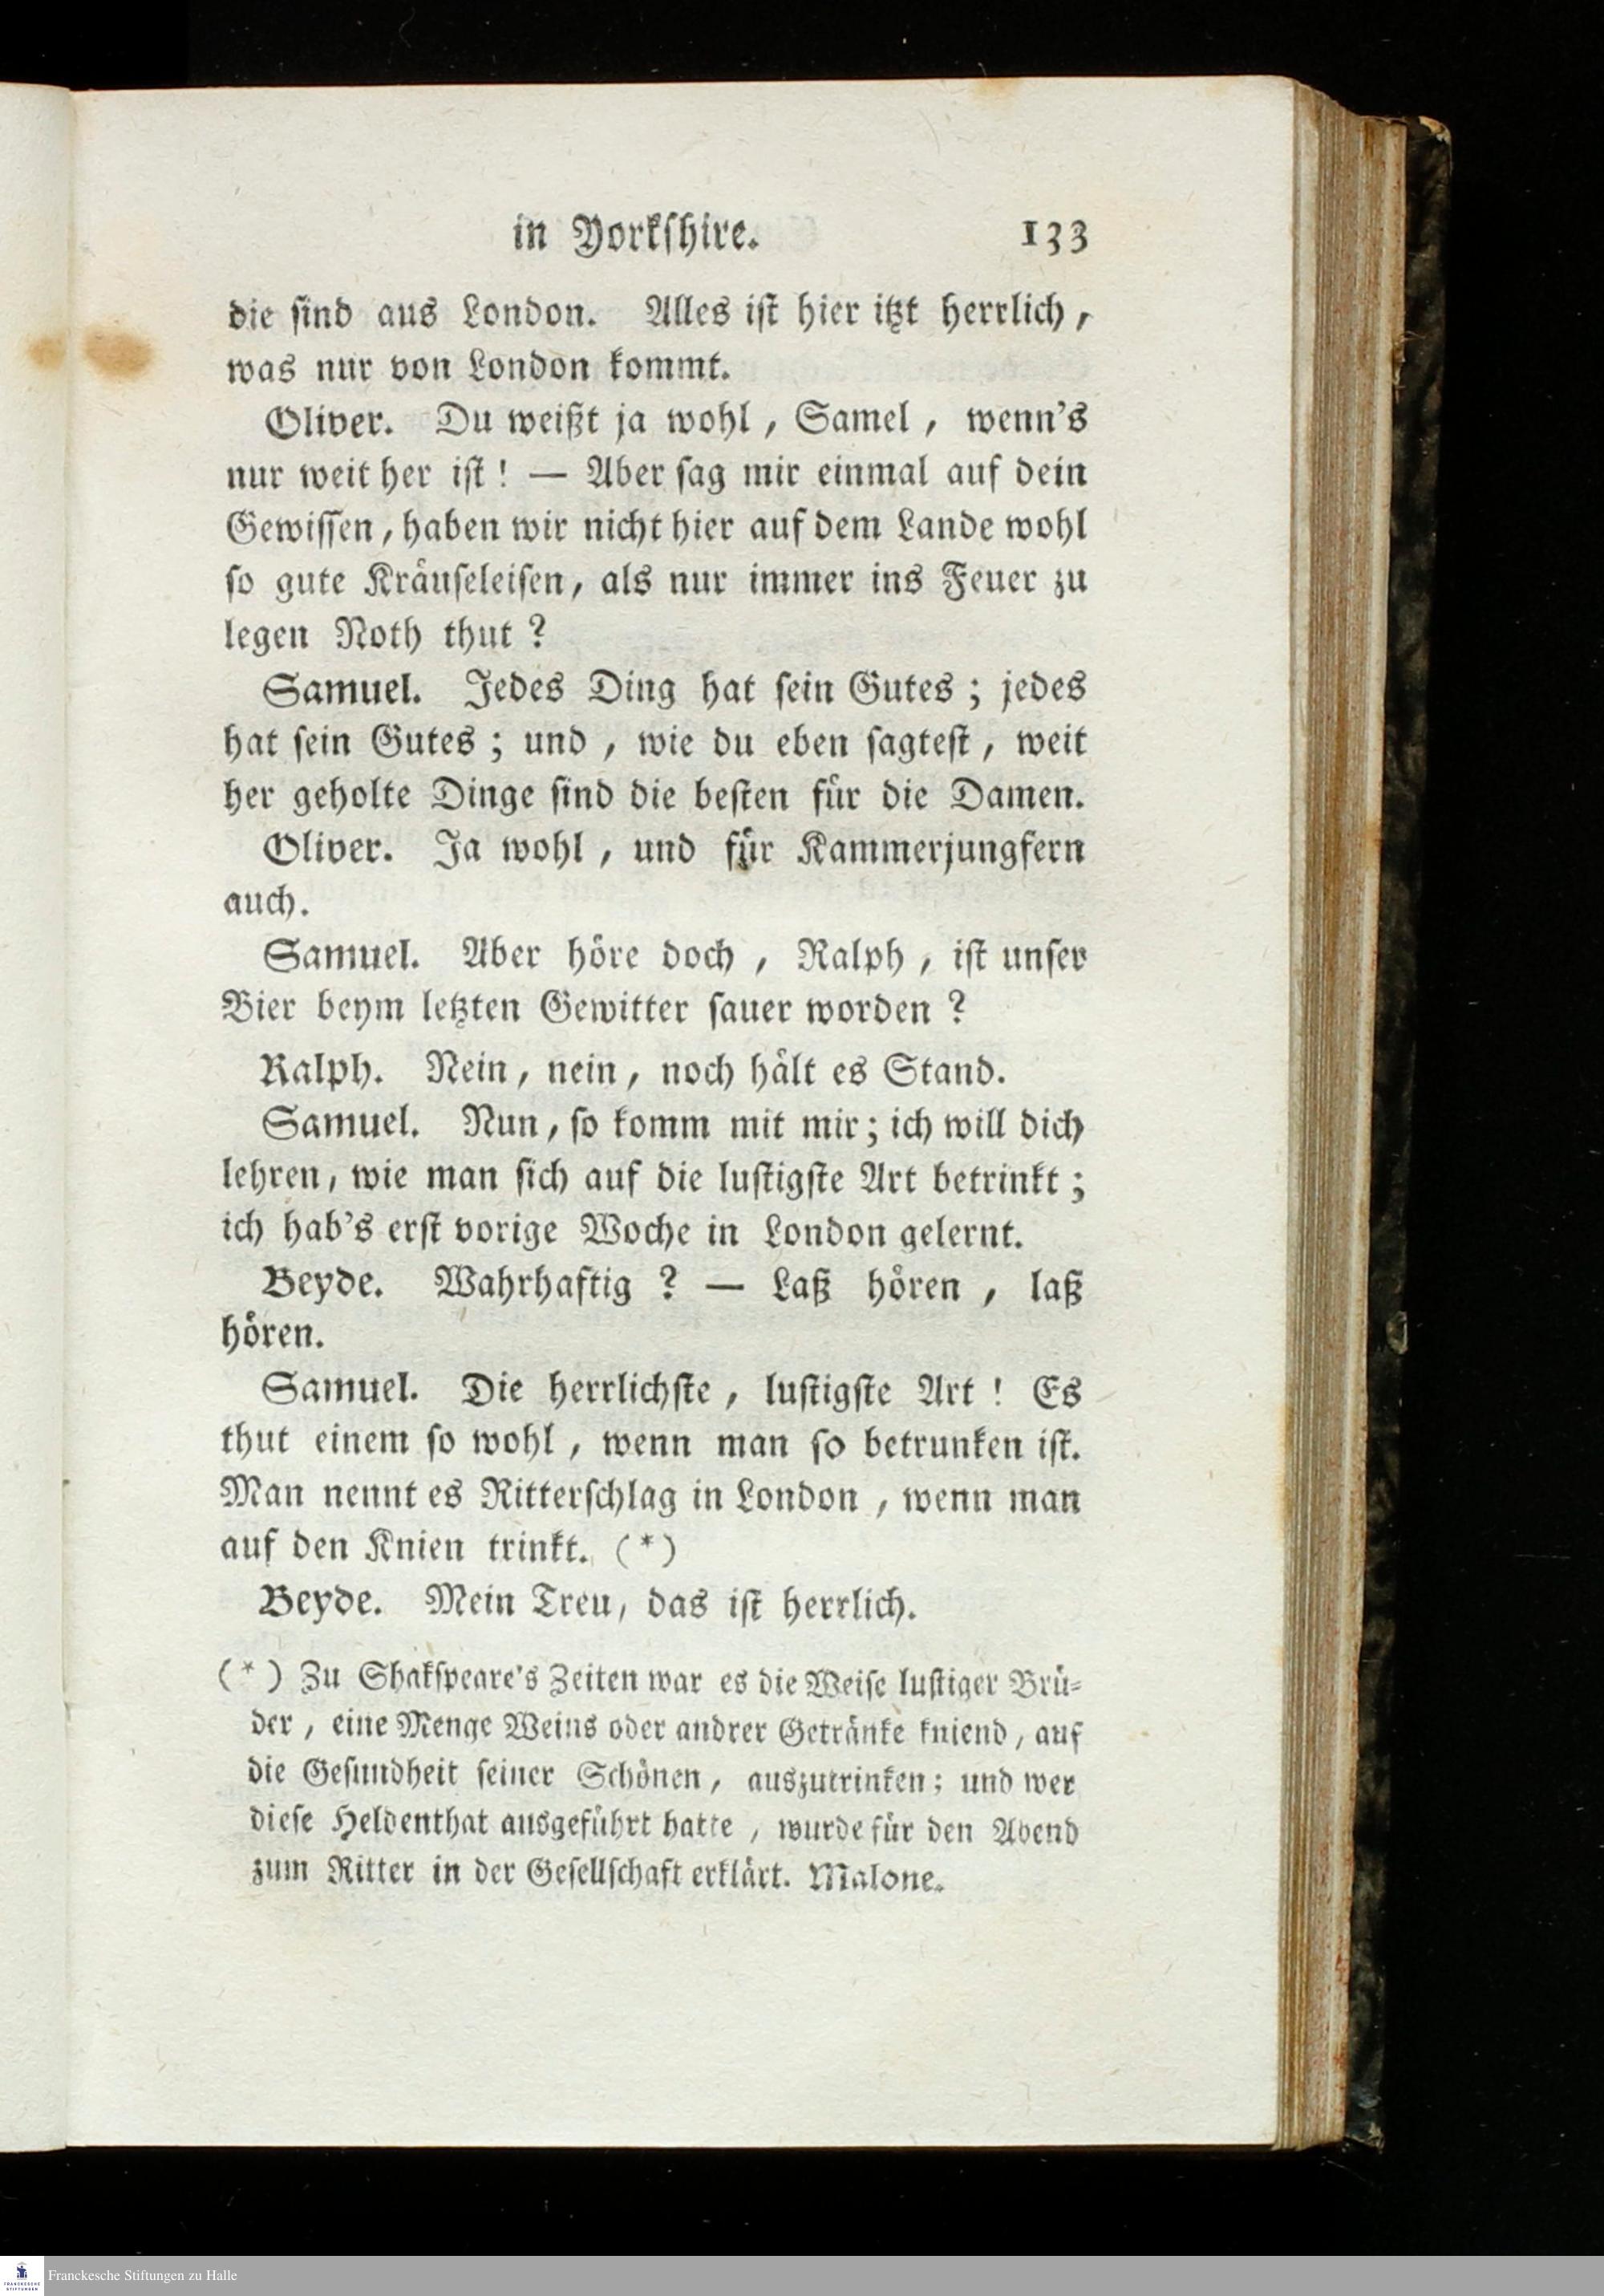 in Yorkſhire. 133
die ſind aus London. Alles iſt hier itzt herrlich,
was nur von London kommt.
Oliver. Du weißt ja wohl, Samel, wenn's
nur weit her iſt! — Aber ſag mir einmal auf dein
Gewiſſen, haben wir nicht hier auf dem Lande wohl
ſo gute Kräuſeleiſen, als nur immer ins Feuer zu
legen Noth thut?
Samuel. Jedes Ding hat ſein Gutes; jedes
hat ſein Gutes; und, wie du eben ſagteſt, weit
her geholte Dinge ſind die beſten für die Damen.
Oliver. Ja wohl, und für Kammerjungfern
auch.
Samuel. Aber höre doch, Ralph, iſt unſer
Bier beym letzten Gewitter ſauer worden?
Ralph. Nein, nein, noch hält es Stand.
Samuel. Nun, ſo komm mit mir; ich will dich
lehren, wie man ſich auf die luſtigſte Art betrinkt;
ich hab's erſt vorige Woche in London gelernt.
Beyde. Wahrhaftig? — Laß hören, laß
hören.
Samuel. Die herrlichſte, luſtigſte Art! Es
thut einem ſo wohl, wenn man ſo betrunken iſt.
Man nennt es Ritterſchlag in London, wenn man
auf den Knien trinkt. (*)
Beyde. Mein Treu, das iſt herrlich.
(*) Zu Shakſpeare's Zeiten war es die Weiſe luſtiger Brü-
der, eine Menge Weins oder andrer Getränke kniend, auf
die Geſundheit ſeiner Schönen, auszutrinken; und wer
dieſe Heldenthat ausgeführt hatte, wurde für den Abend
zum Ritter in der Geſellſchaft erklärt. Malone.
FRANCKESCHE
STIFTUNGEN
Franckesche Stiftungen zu Halle